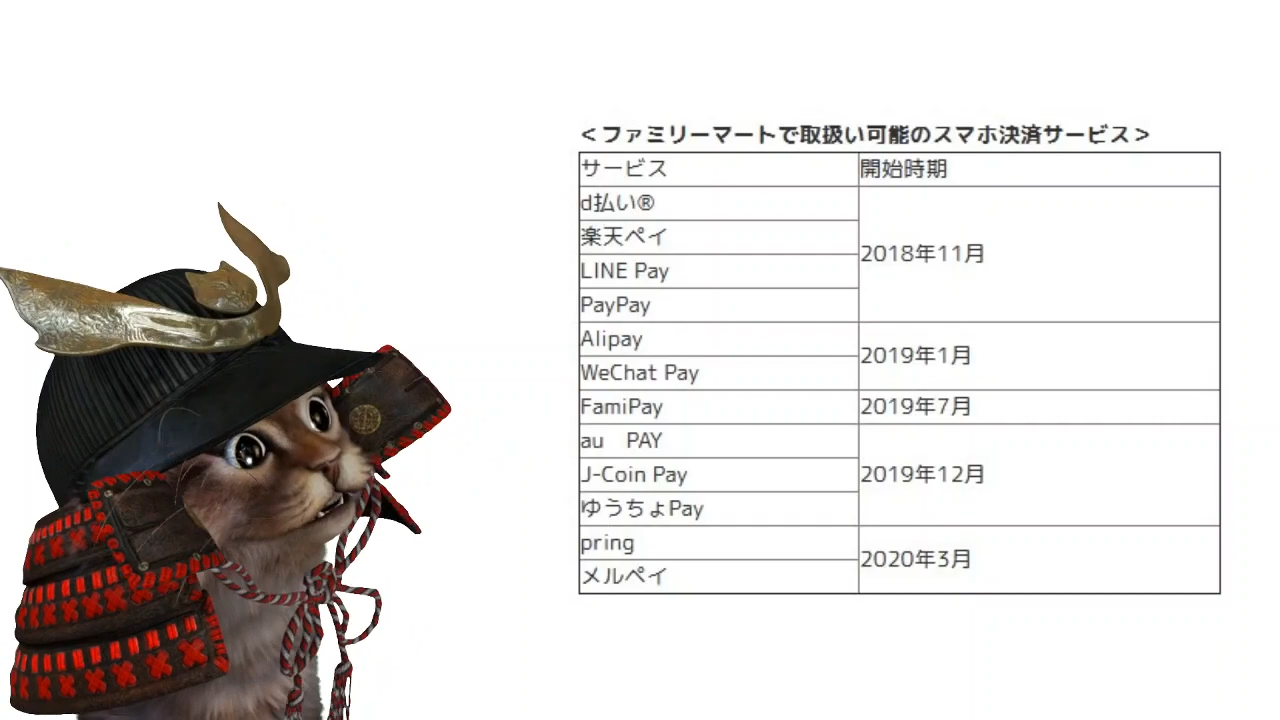 ＜ファミリーマートで取扱い可能のスマホ決済サービス＞
サービス 開始時期
d払い®
楽天ペイ
LINE Pay
PayPay
2018年11月
Alipay
WeChat Pay
2019年1月
FamiPay 2019年7月
au　PAY
J-Coin Pay
ゆうちょPay
2019年12月
pring
メルペイ
2020年3月